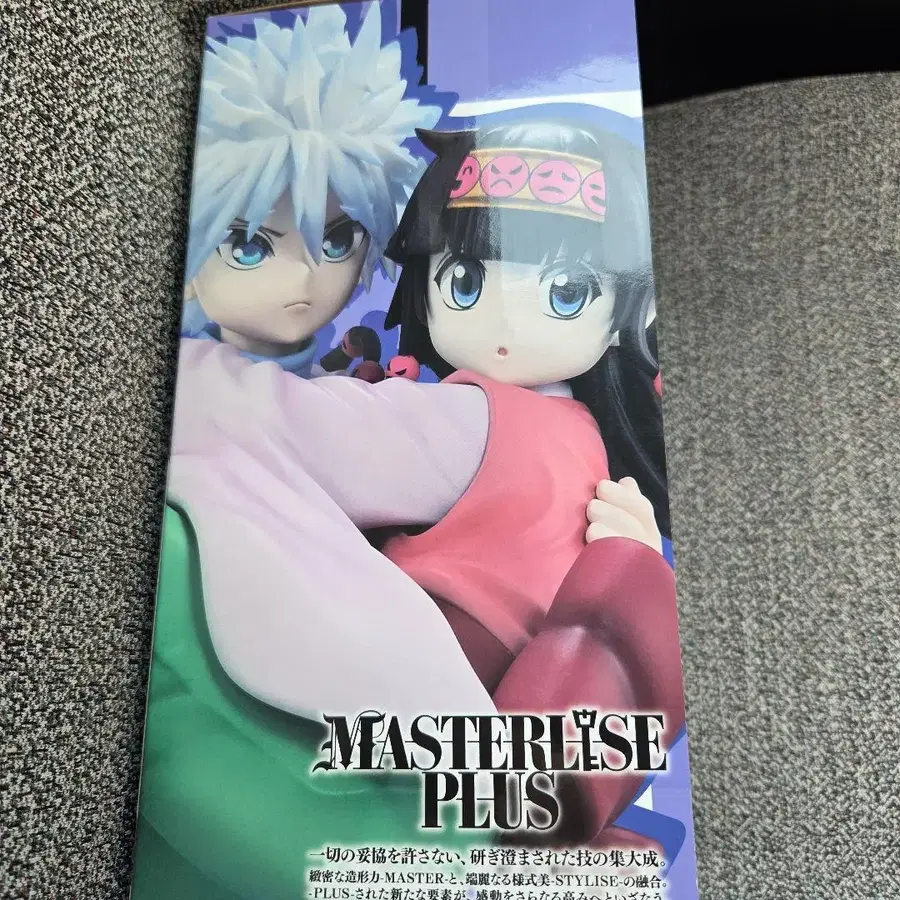 MASTERLISE
PLUS
一切の妥協を許さない、研ぎ澄まされた技の集大成。
緻密な造形力-MASTER-と、端麗なる様式美-STYLISE-の融合。
-PLUS-された新たな要素が、感動をさらなる高みへといざなう